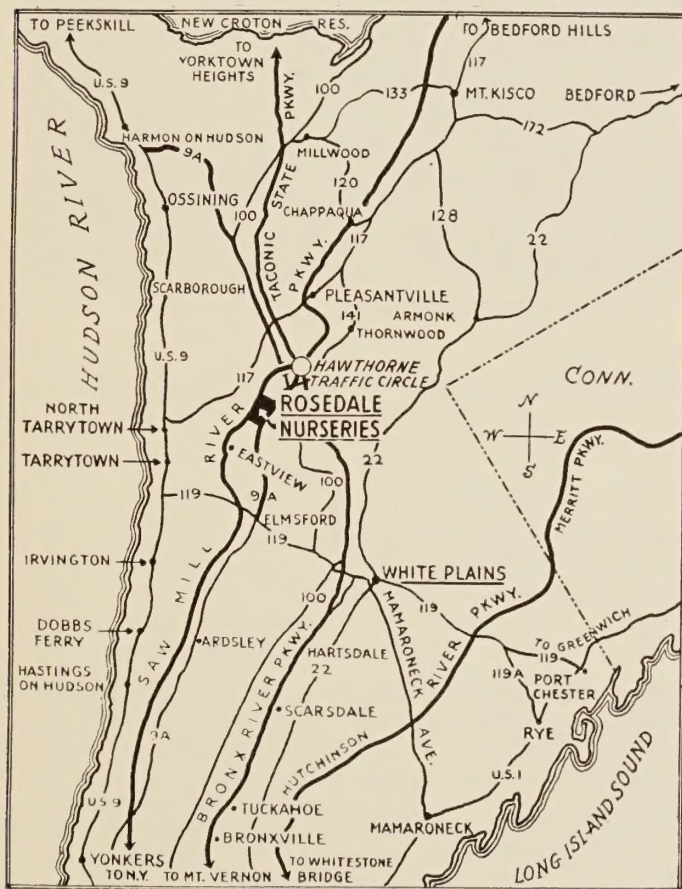 TO PEEKSKILL
NEW CROTON RES.
TO BEDFORD HILLS
TO
YORKTOWN
HEIGHTS
117
U.S.9
100
133
MT. KISCO
BEDFORD
HARMON ON HUDSON
9A
MILLWOOD
172
TACONIC STATE PKWY.
120
OSSINING
100
CHAPPAQUA
128
22
117
HUDSON RIVER
SCARBOROUGH
PKWY.
PLEASANTVILLE
141
ARMONK
THORNWOOD
U.S.9
117
HAWTHORNE
TRAFFIC CIRCLE
CONN.
ROSEDALE
NURSERIES
NORTH
TARRYTOWN
N
W E
S
TARRYTOWN
EASTVIEW
100
22
MERRITT PKWY.
119
9A
ELMSFORD
119
IRVINGTON
WHITE PLAINS
100
119
DOBBS
FERRY
ARDSLEY
HARTSDALE
TO GREENWICH
119
HASTINGS
ON HUDSON
SAW MILL RIVER
22
MAMARONECK AVE.
119A
PORT
CHESTER
SCARSDALE
RYE
9A
BRONX RIVER PKWY.
HUTCHINSON RIVER PKWY.
U.S.1
U.S.9
TUCKAHOE
MAMARONECK
BRONXVILLE
LONG ISLAND SOUND
YONKERS
TO N.Y.
TO MT. VERNON
TO WHITESTONE
BRIDGE